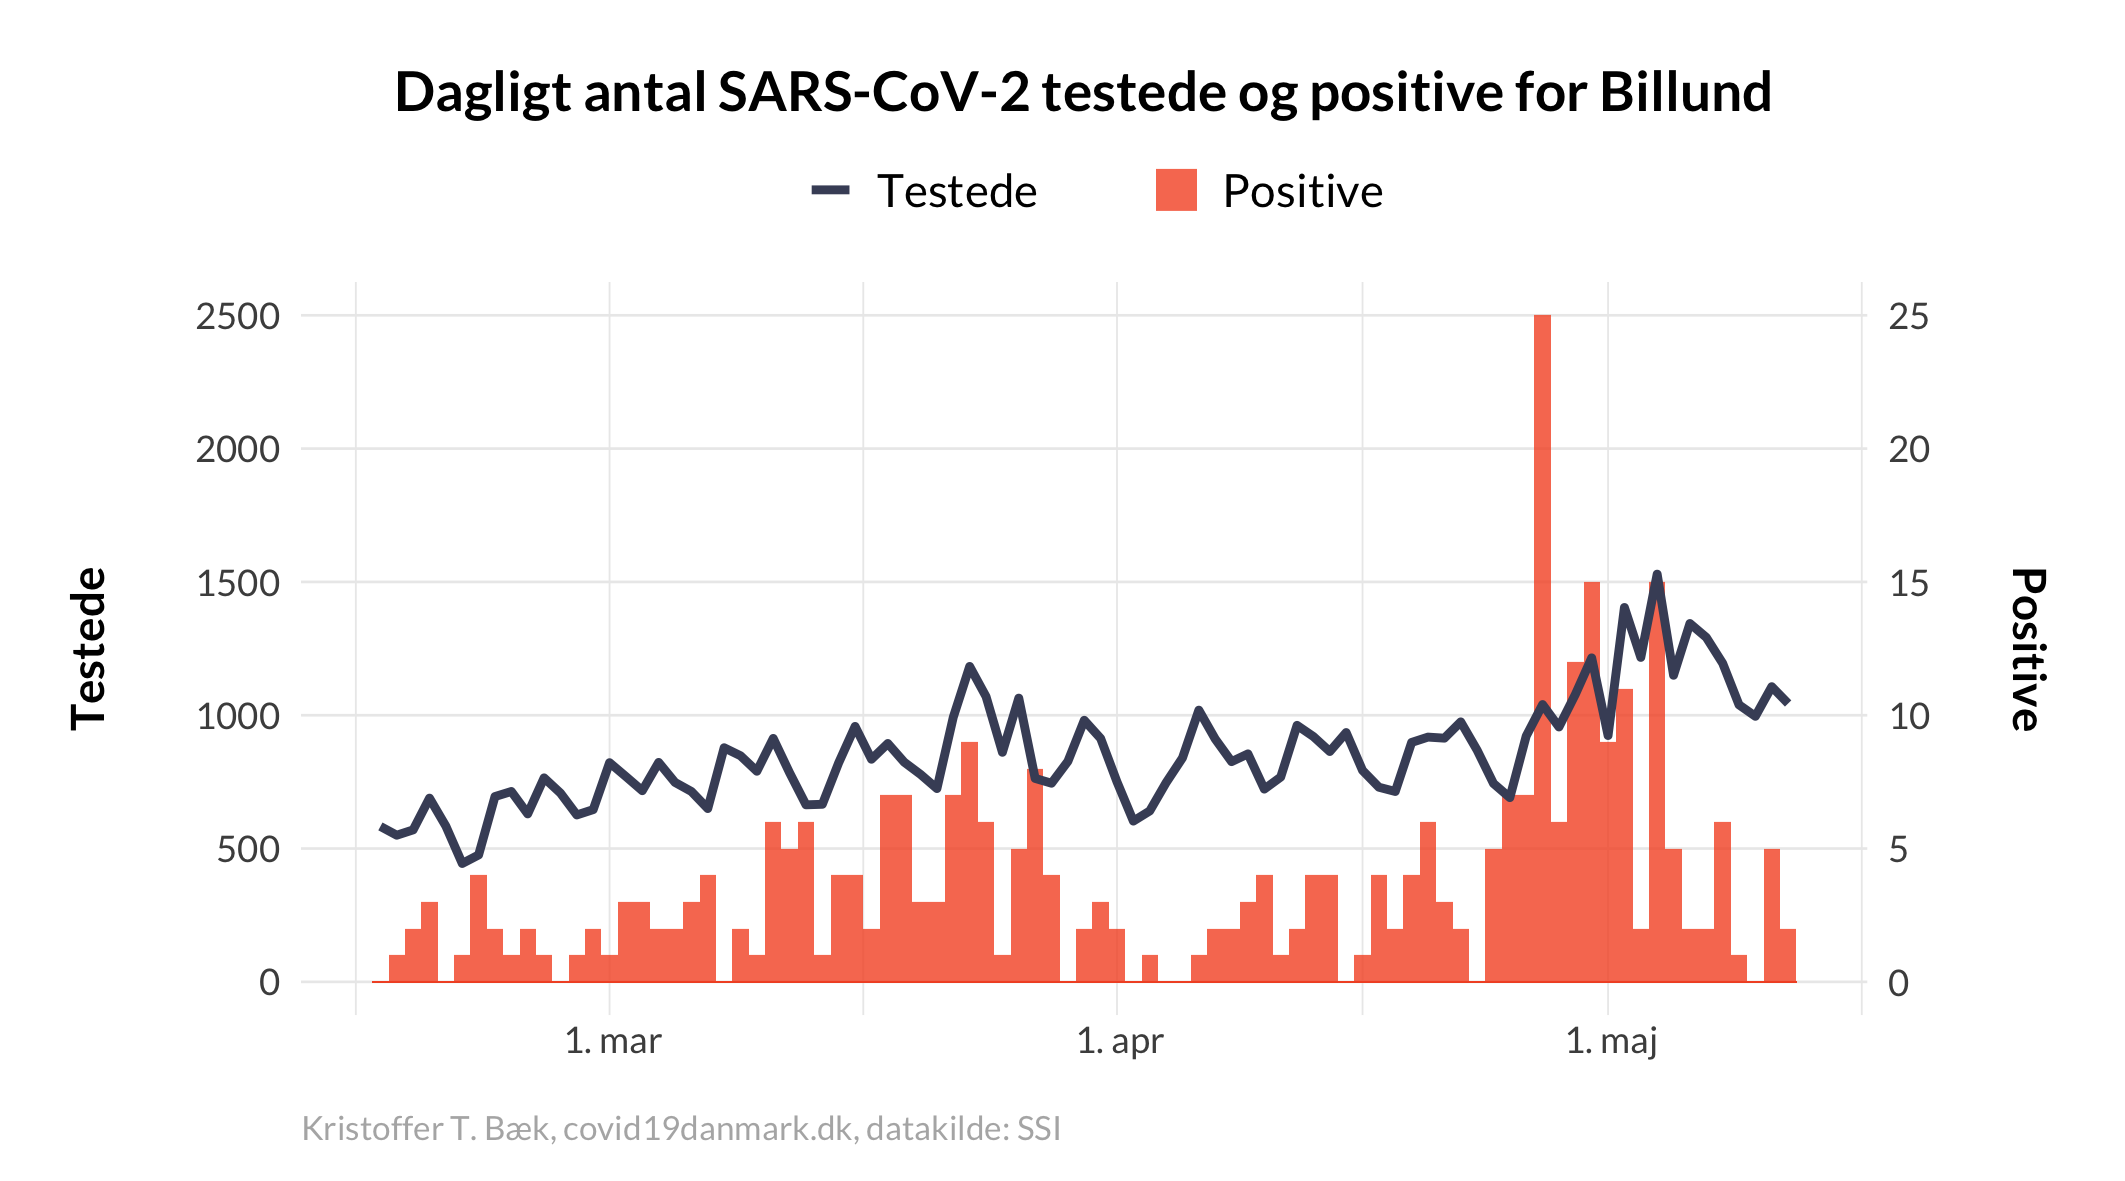 Dagligt antal SARS-CoV-2 testede og positive for Billund
Testede
Positive
2500
2000
1500
1000
500
0
Testede
25
20
15
10
5
0
Positive
1. mar
1. apr
1. maj
Kristoffer T. Bæk, covid19danmark.dk, datakilde: SSI